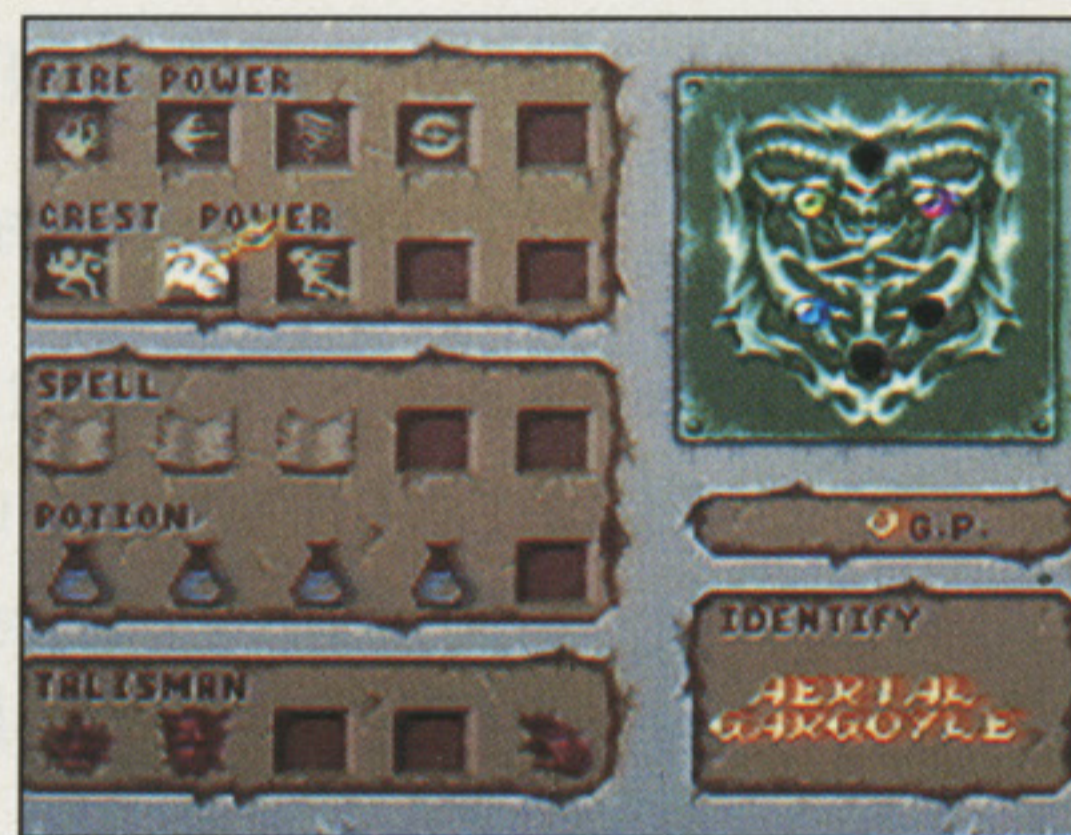 FIRE POWER
CREST POWER
SPELL
POTION
TALISMAN
G.P.
IDENTIFY
AERIAL
GARGOYLE